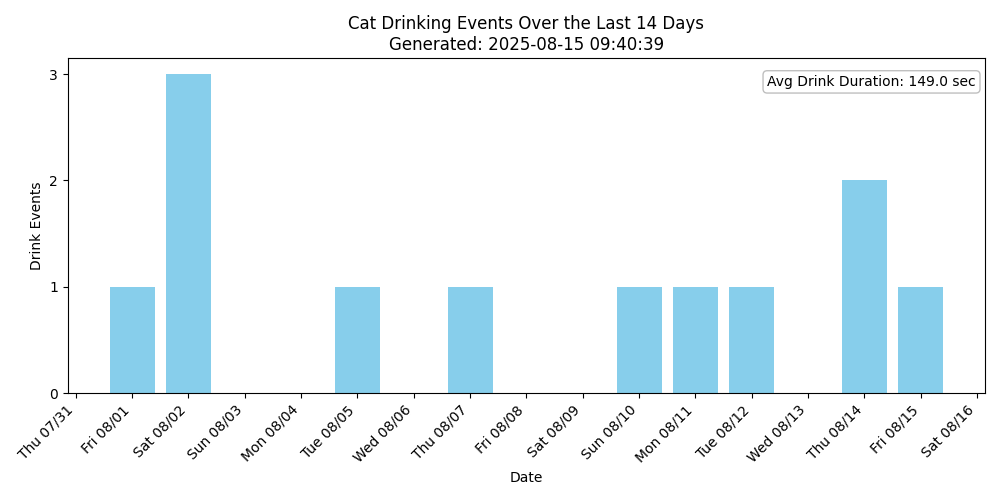 Cat Drinking Events Over the Last 14 Days
Generated: 2025-08-15 09:40:39
Avg Drink Duration: 149.0 sec
Drink Events
3
2
1
0
Thu 07/31
Fri 08/01
Sat 08/02
Sun 08/03
Mon 08/04
Tue 08/05
Wed 08/06
Thu 08/07
Fri 08/08
Sat 08/09
Sun 08/10
Mon 08/11
Tue 08/12
Wed 08/13
Thu 08/14
Fri 08/15
Sat 08/16
Date